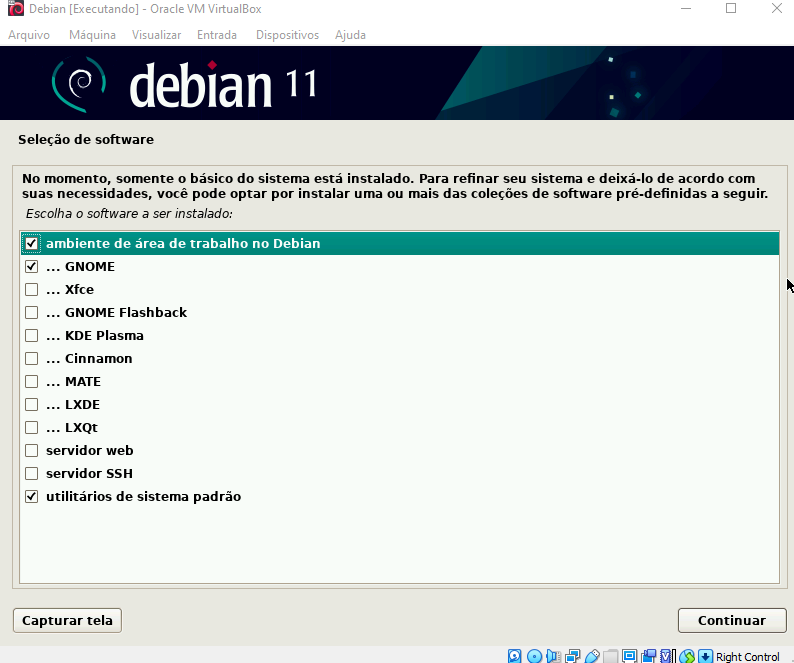 Debian [Executando] - Oracle VM VirtualBox
Arquivo Máquina Visualizar Entrada Dispositivos Ajuda
debian 11
Seleção de software
No momento, somente o básico do sistema está instalado. Para refinar seu sistema e deixá-lo de acordo com
suas necessidades, você pode optar por instalar uma ou mais das coleções de software pré-definidas a seguir.
Escolha o software a ser instalado:
ambiente de área de trabalho no Debian
... GNOME
... Xfce
... GNOME Flashback
... KDE Plasma
... Cinnamon
... MATE
... LXDE
... LXQt
servidor web
servidor SSH
utilitários de sistema padrão
Capturar tela
Continuar
Right Control